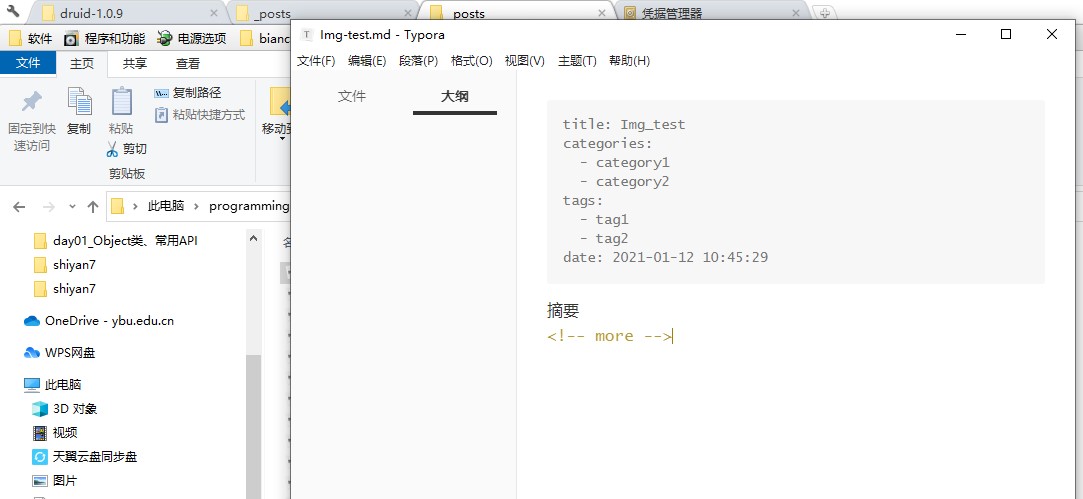 druid-1.0.9
_posts
_posts
凭据管理器
软件
程序和功能
电源选项
bianc
文件
主页
共享
查看
固定到快
速访问
复制
粘贴
复制路径
粘贴快捷方式
剪切
移动到
剪贴板
此电脑
programming
day01_Object类、常用API
shiyan7
shiyan7
OneDrive - ybu.edu.cn
WPS网盘
此电脑
3D 对象
视频
天翼云盘同步盘
图片
T
Img-test.md - Typora
文件(F)
编辑(E)
段落(P)
格式(O)
视图(V)
主题(T)
帮助(H)
文件
大纲
title: Img_test
categories:
- category1
- category2
tags:
- tag1
- tag2
date: 2021-01-12 10:45:29
摘要
<!-- more -->